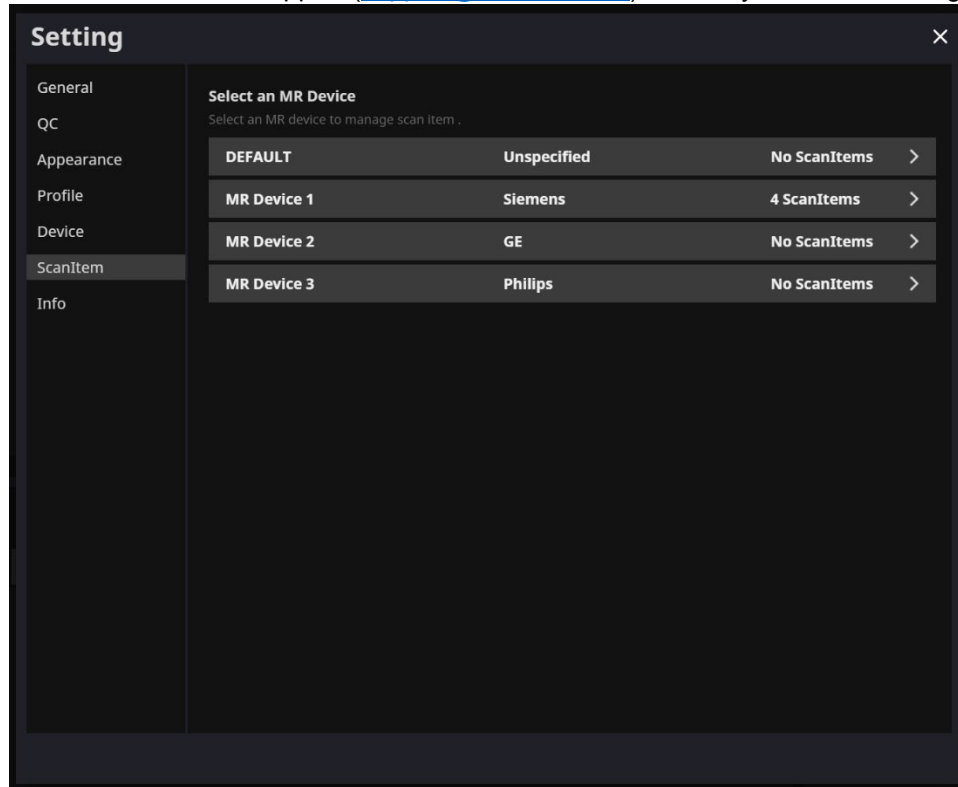 Setting
General
QC
Appearance
Profile
Device
ScanItem
Info
Select an MR Device
Select an MR device to manage scan item .
DEFAULT Unspecified No ScanItems
MR Device 1 Siemens 4 ScanItems
MR Device 2 GE No ScanItems
MR Device 3 Philips No ScanItems